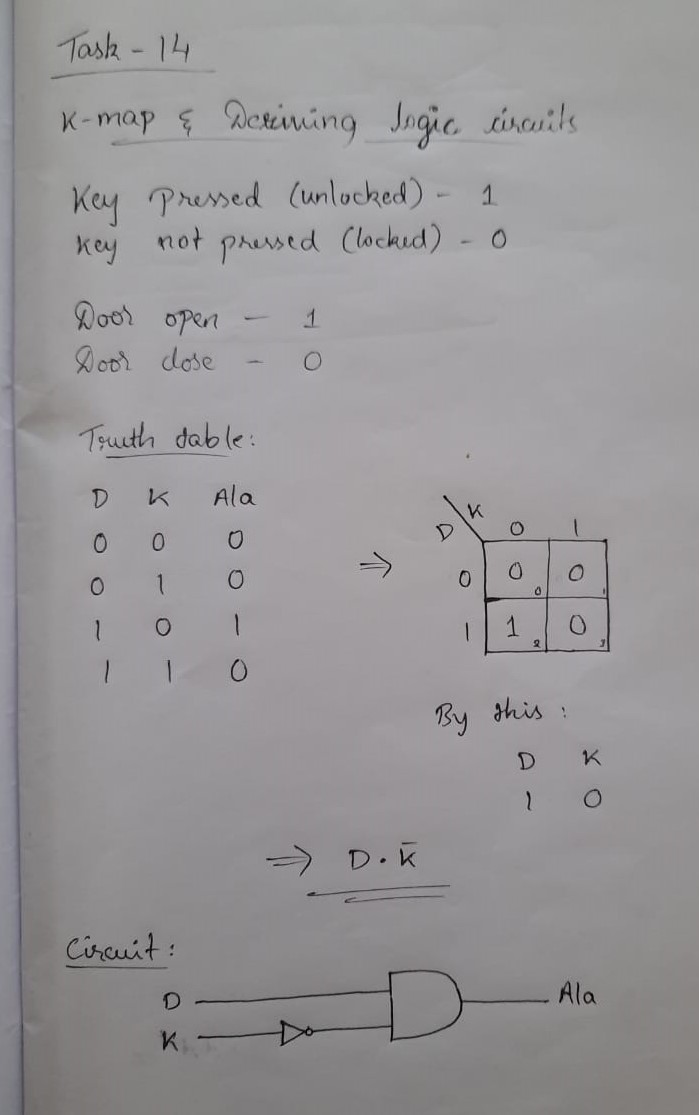 Task - 14
K-map & Deriving logic circuits
Key Pressed (unlocked) - 1
Key not pressed (locked) - 0
Door open - 1
Door close - 0
Truth table:
D K Ala
0 0 0
0 1 0
1 0 1
1 1 0
⇒
D \ K 0 1
0 0 0 0 1
1 1 2 0 3
By this :
D K
1 0
⇒ D . K̄
Circuit :
D
K
Ala